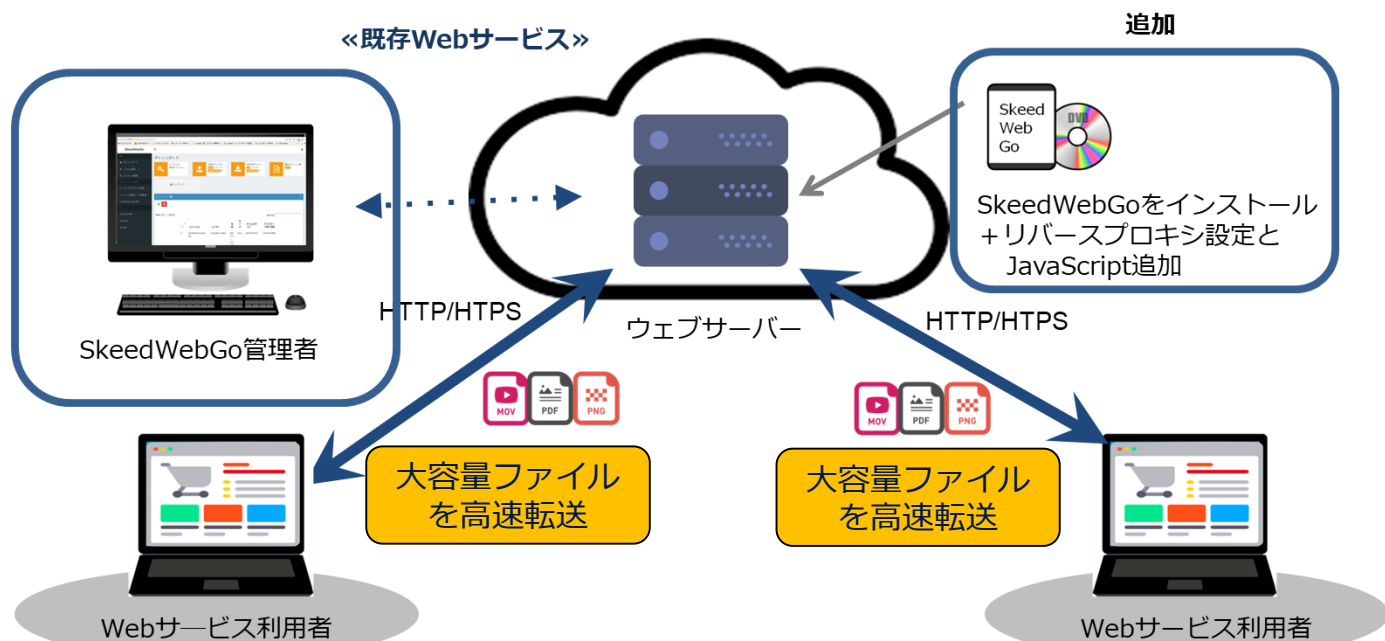 追加
«既存Webサービス»
Skeed
Web
Go
DVD
SkeedWebGoをインストール
＋リバースプロキシ設定と
JavaScript追加
SkeedWebGo管理者
HTTP/HTPS
ウェブサーバー
HTTP/HTPS
MOV
PDF
PNG
MOV
PDF
PNG
大容量ファイル
を高速転送
大容量ファイル
を高速転送
Webサ―ビス利用者
Webサービス利用者